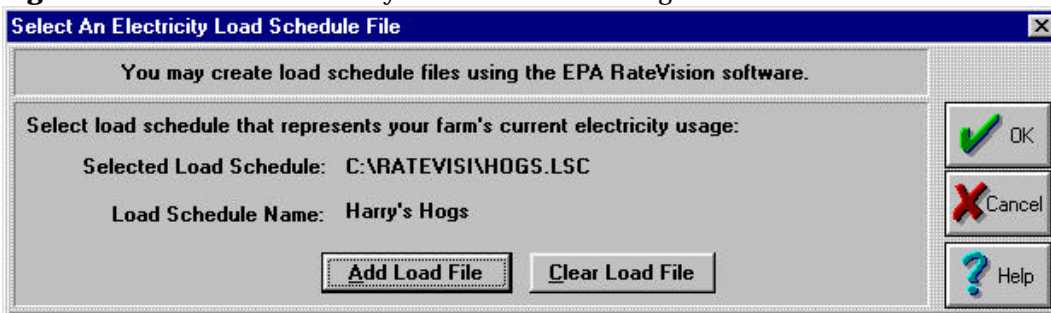 Select An Electricity Load Schedule File
You may create load schedule files using the EPA RateVision software.
Select load schedule that represents your farm's current electricity usage:
Selected Load Schedule: C:\RATEVISI\HOGS.LSC
Load Schedule Name: Harry's Hogs
Add Load File
Clear Load File
OK
Cancel
Help